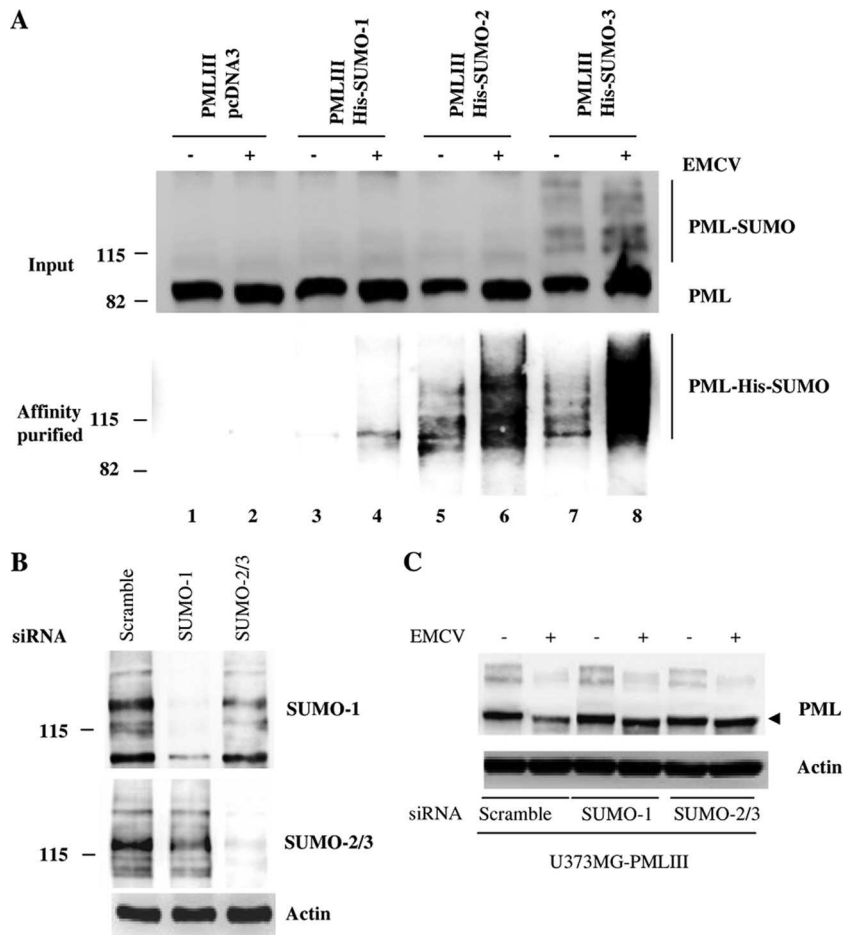 A
PMLIII
pcDNA3
PMLIII
His-SUMO-1
PMLIII
His-SUMO-2
PMLIII
His-SUMO-3
- + - + - + - + EMCV
PML-SUMO
115
Input
82
PML
PML-His-SUMO
Affinity
purified
115
82
1 2 3 4 5 6 7 8
B
siRNA
Scramble
SUMO-1
SUMO-2/3
SUMO-1
115
SUMO-2/3
115
Actin
C
EMCV - + - + - +
PML
Actin
siRNA Scramble SUMO-1 SUMO-2/3
U373MG-PMLIII